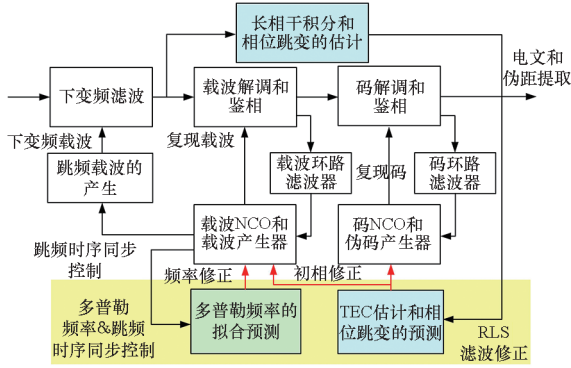 长相干积分和
相位跳变的估计
电文和
伪距提取
下变频滤波
载波解调和
鉴相
码解调和
鉴相
下变频载波
复现载波
复现码
跳频载波的
产生
载波环路
滤波器
码环路
滤波器
载波NCO和
载波产生器
码NCO和
伪码产生器
跳频时序同步
控制
频率修正
初相修正
多普勒
频率&跳频
时序同步控制
多普勒频率的
拟合预测
TEC估计和相
位跳变的预测
RLS
滤波修正